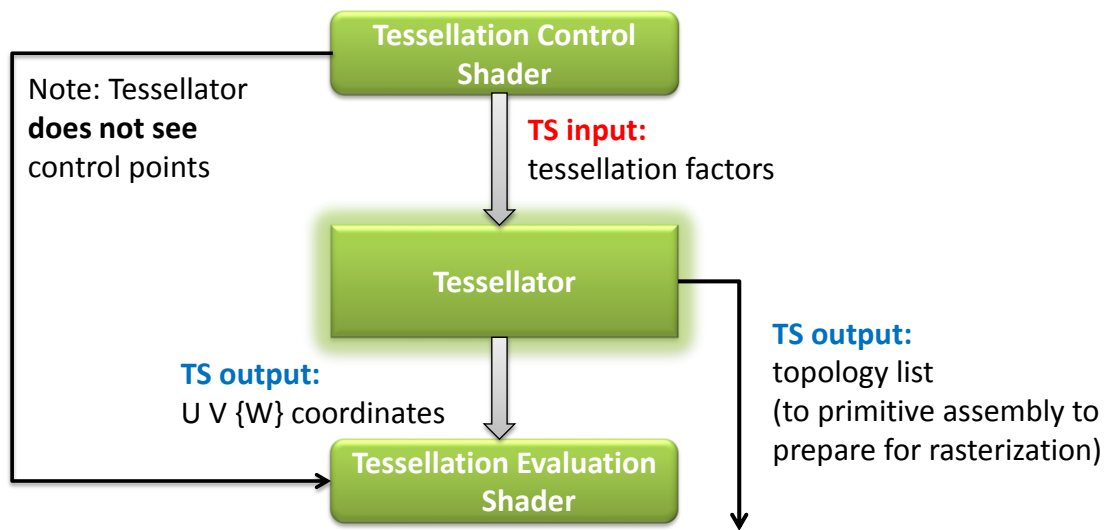 Tessellation Control
Shader
Note: Tessellator
does not see
control points
TS input:
tessellation factors
Tessellator
TS output:
U V {W} coordinates
TS output:
topology list
(to primitive assembly to
prepare for rasterization)
Tessellation Evaluation
Shader